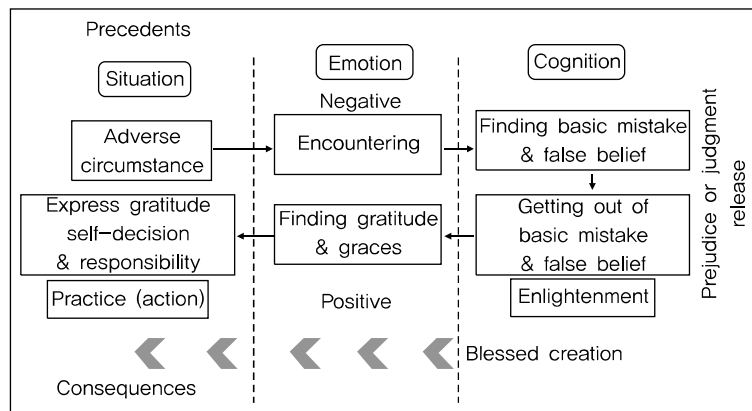 Precedents
Situation
Emotion
Cognition
Negative
Adverse
circumstance
Encountering
Finding basic mistake
& false belief
Express gratitude
self-decision
& responsibility
Finding gratitude
& graces
Getting out of
basic mistake
& false belief
Prejudice or judgment
release
Practice (action)
Positive
Enlightenment
Blessed creation
Consequences